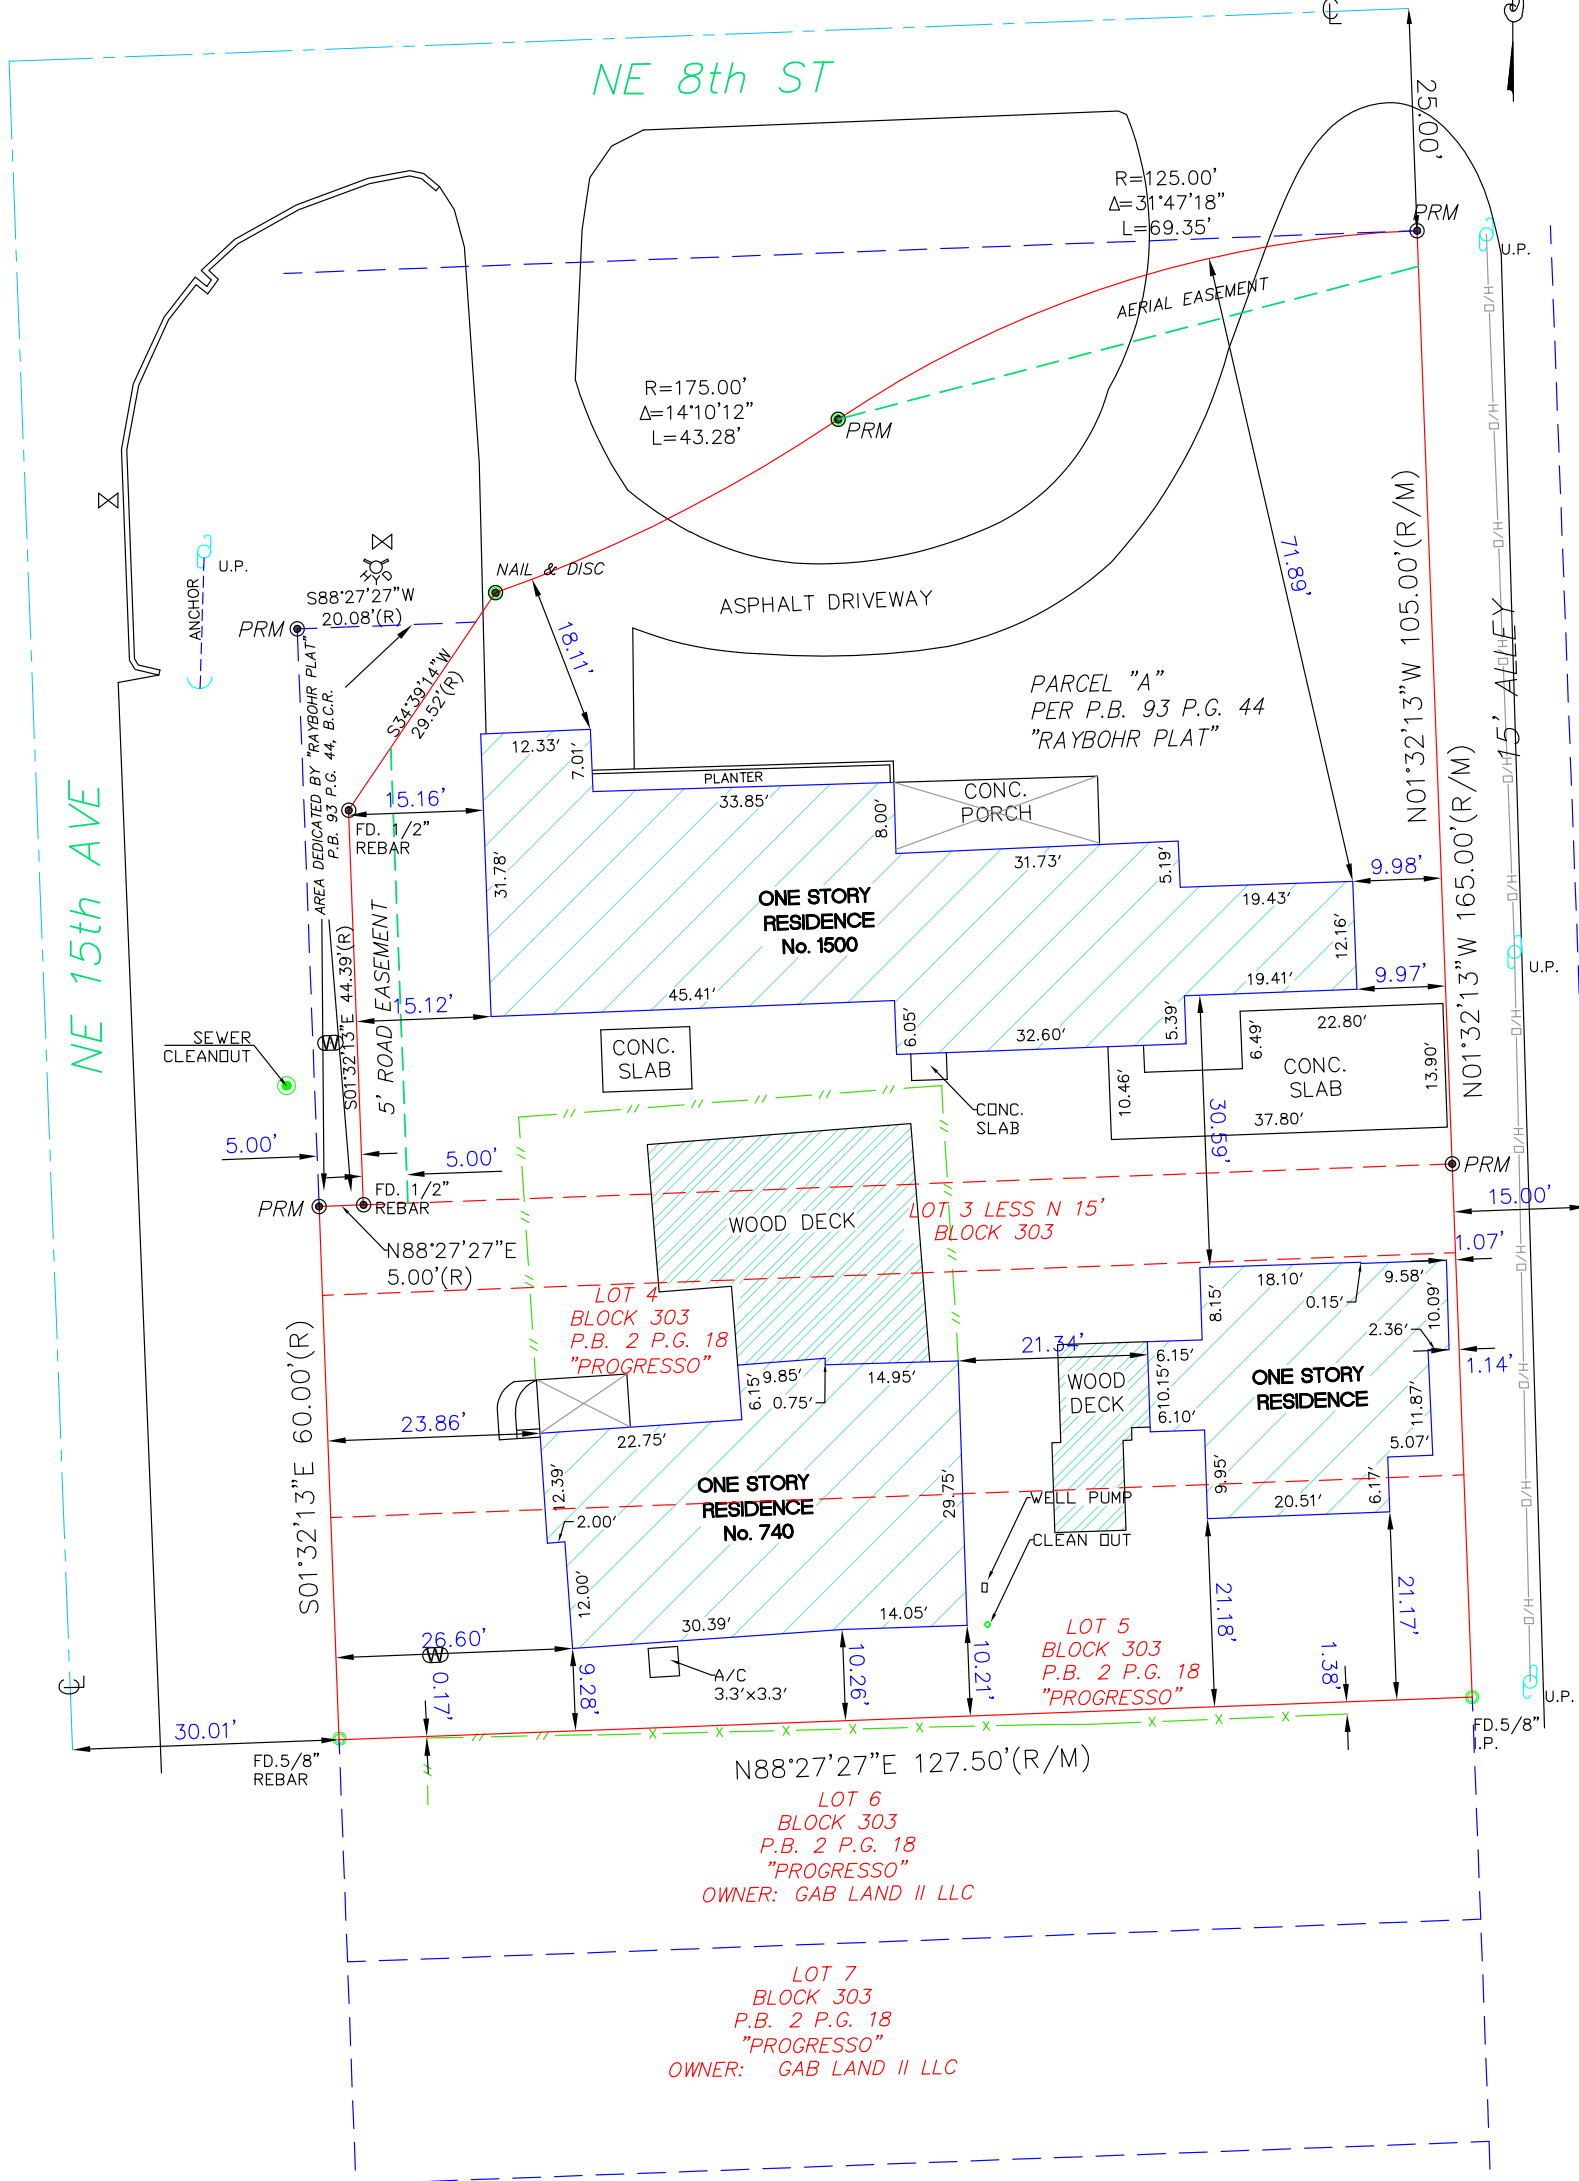 NE 8th ST
25.00'
R=125.00'
Δ=31°47'18"
L=69.35'
PRM
U.P.
AERIAL EASEMENT
R=175.00'
Δ=14°10'12"
L=43.28'
PRM
71.89'
N01°32'13"W 105.00'(R/M)
NAIL & DISC
U.P.
ANCHOR
S88°27'27"W
20.08'(R)
PRM
ASPHALT DRIVEWAY
18.11'
S34°39'14"W
29.52'(R)
AREA DEDICATED BY "RAYBOHR PLAT"
P.B. 93 P.G. 44, B.C.R.
PARCEL "A"
PER P.B. 93 P.G. 44
"RAYBOHR PLAT"
15' ALLEY
O/H
N01°32'13"W 165.00'(R/M)
NE 15th AVE
12.33'
7.01'
PLANTER
33.85'
8.00'
CONC.
PORCH
15.16'
FD. 1/2"
REBAR
31.78'
31.73'
5.19'
19.43'
9.98'
ONE STORY
RESIDENCE
No. 1500
12.16'
U.P.
S01°32'13"E 44.39'(R)
5' ROAD EASEMENT
15.12'
45.41'
19.41'
9.97'
W
SEWER
CLEANOUT
6.05'
32.60'
5.39'
CONC.
SLAB
6.49'
22.80'
CONC.
SLAB
13.90'
10.46'
37.80'
CONC.
SLAB
30.59'
5.00'
5.00'
PRM
PRM
FD. 1/2"
REBAR
WOOD DECK
LOT 3 LESS N 15'
BLOCK 303
15.00'
N88°27'27"E
5.00'(R)
1.07'
LOT 4
BLOCK 303
P.B. 2 P.G. 18
"PROGRESSO"
18.10'
9.58'
0.15'
8.15'
10.09'
2.36'
21.34'
6.15'
1.14'
ONE STORY
RESIDENCE
WOOD
DECK
10.15'
6.10'
11.87'
5.07'
9.85'
14.95'
6.15'
0.75'
23.86'
22.75'
S01°32'13"E 60.00'(R)
12.39'
ONE STORY
RESIDENCE
No. 740
29.75'
9.95'
20.51'
6.17'
2.00'
WELL PUMP
CLEAN OUT
12.00'
30.39'
14.05'
21.18'
21.17'
LOT 5
BLOCK 303
P.B. 2 P.G. 18
"PROGRESSO"
26.60'
W
0.17'
9.28'
A/C
3.3'x3.3'
10.26'
10.21'
1.38'
U.P.
30.01'
FD.5/8"
REBAR
FD.5/8"
I.P.
N88°27'27"E 127.50'(R/M)
LOT 6
BLOCK 303
P.B. 2 P.G. 18
"PROGRESSO"
OWNER: GAB LAND II LLC
LOT 7
BLOCK 303
P.B. 2 P.G. 18
"PROGRESSO"
OWNER: GAB LAND II LLC